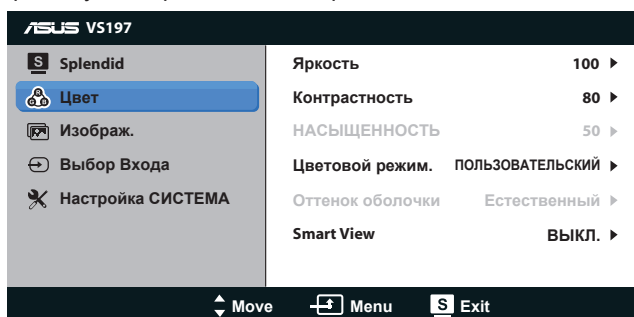 ASUS VS197
S Splendid
Цвет
Изображ.
Выбор Входа
Настройка СИСТЕМА
Яркость 100
Контрастность 80
НАСЫЩЕННОСТЬ 50
Цветовой режим. ПОЛЬЗОВАТЕЛЬСКИЙ
Оттенок оболочки Естественный
Smart View ВЫКЛ.
Move Menu S Exit